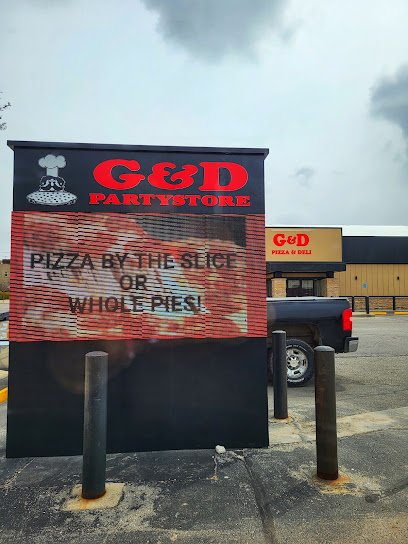 G&D
PARTYSTORE
PIZZA BY THE SLICE
OR
WHOLE PIES!
G&D
PIZZA & DELI